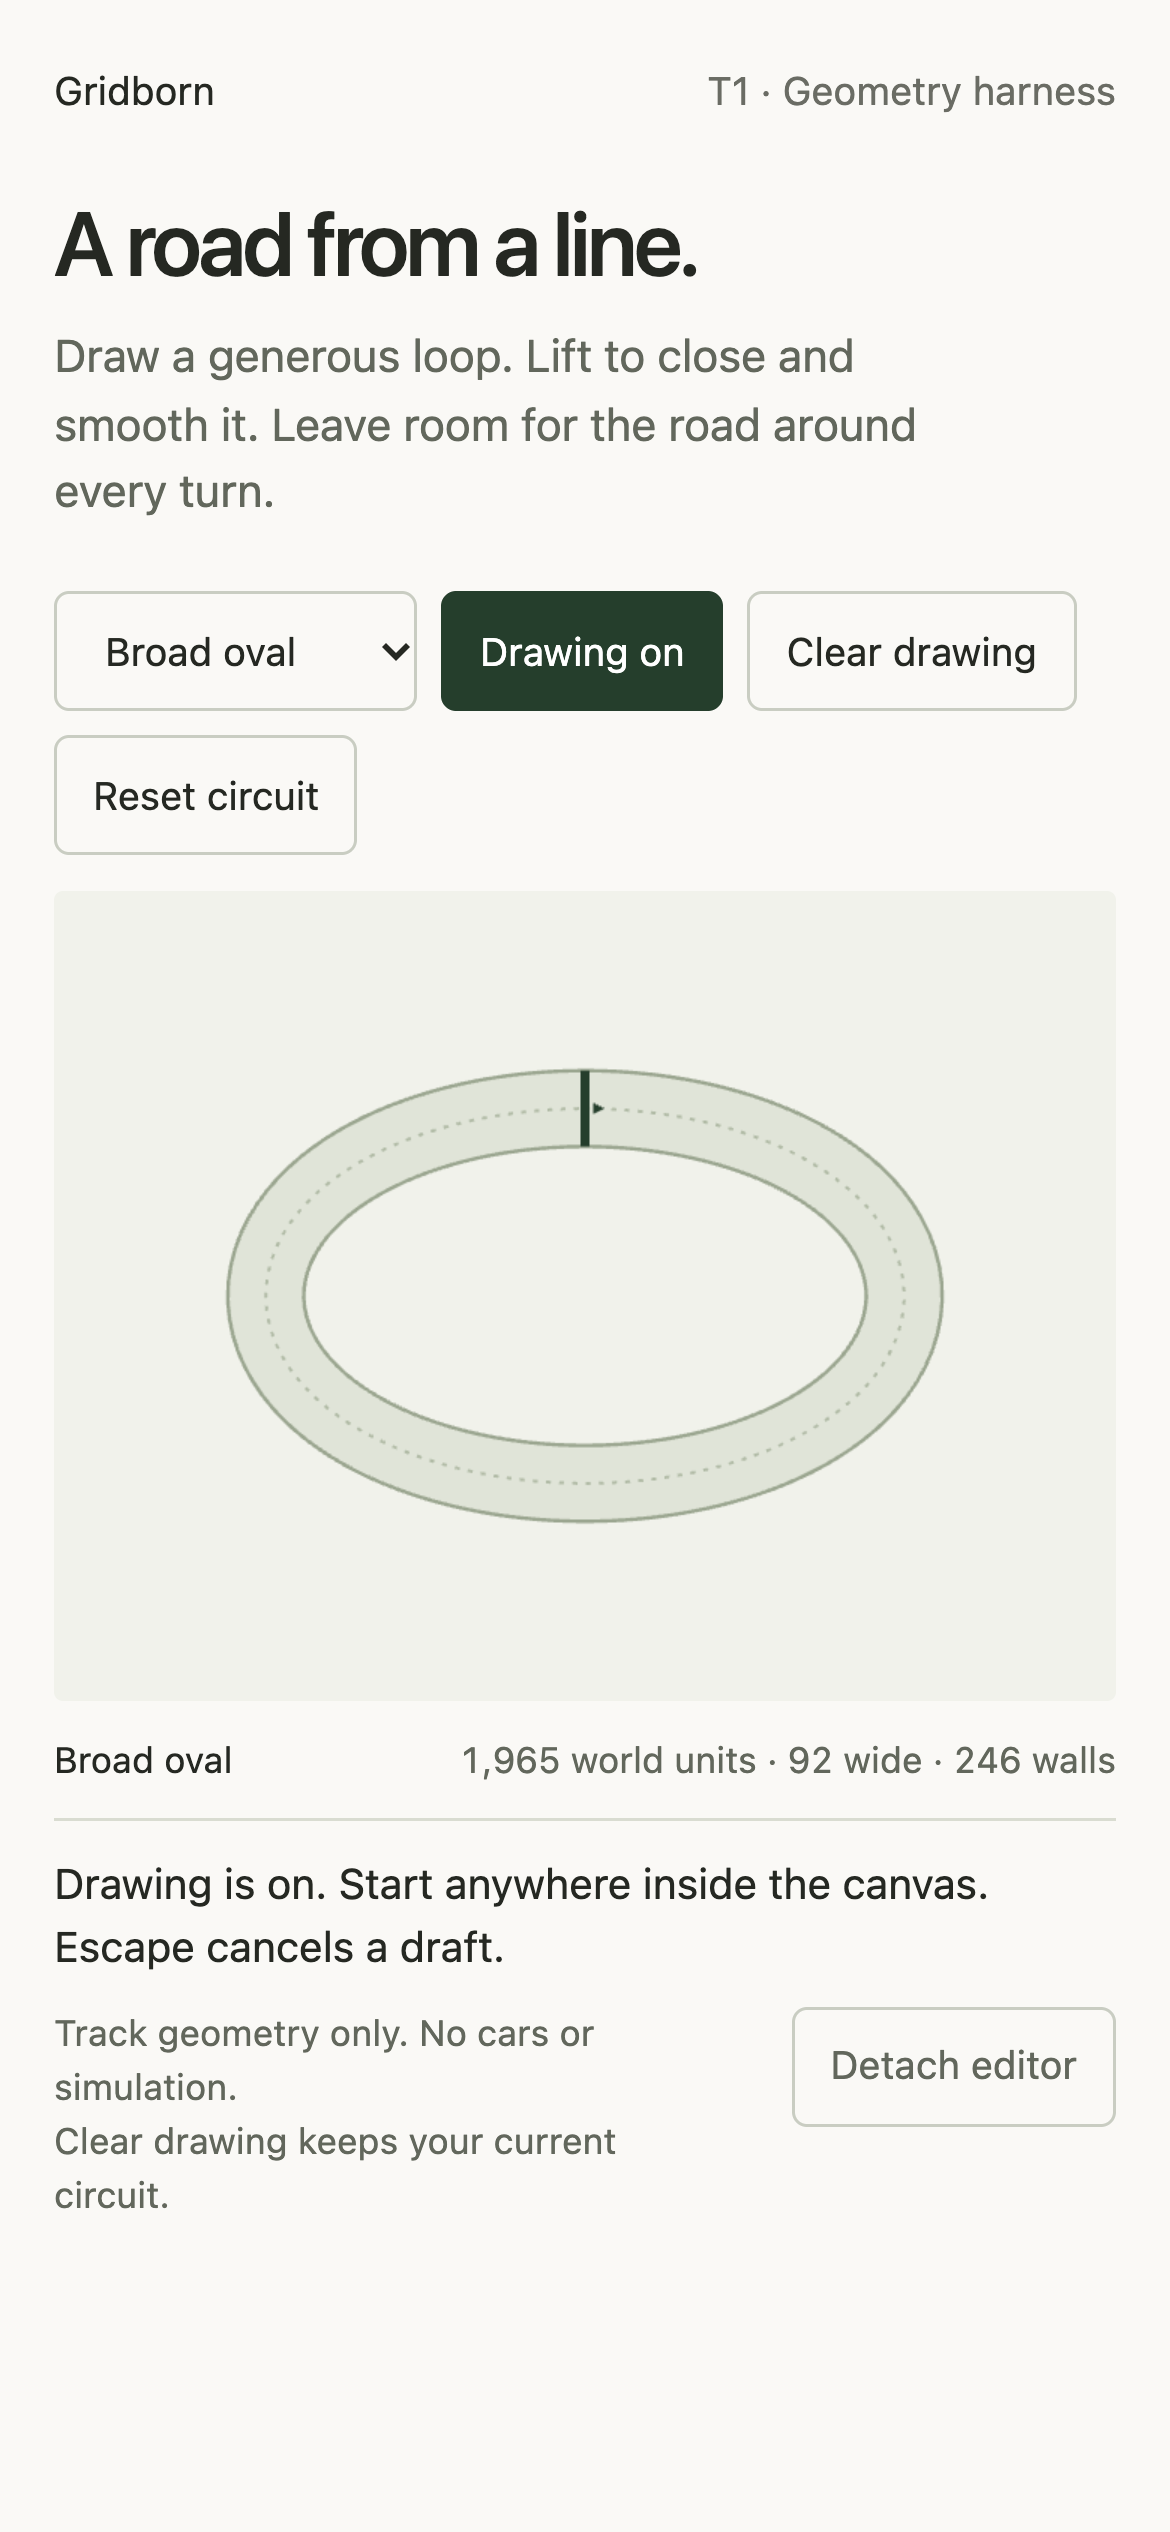 Gridborn
T1 · Geometry harness
A road from a line.
Draw a generous loop. Lift to close and
smooth it. Leave room for the road around
every turn.
Broad oval
Drawing on
Clear drawing
Reset circuit
Broad oval
1,965 world units · 92 wide · 246 walls
Drawing is on. Start anywhere inside the canvas.
Escape cancels a draft.
Track geometry only. No cars or
simulation.
Clear drawing keeps your current
circuit.
Detach editor